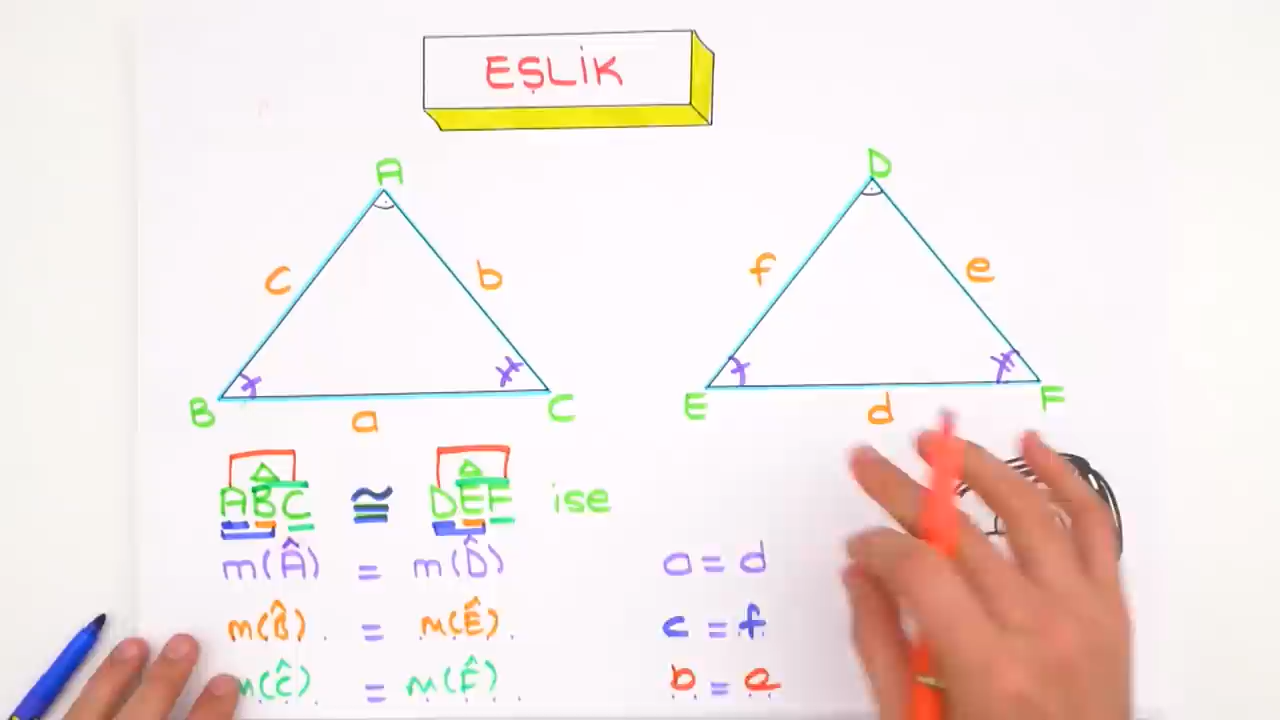 EŞLİK
A
D
c
b
f
e
B
a
C
E
d
F
ABC ≅ DEF ise
m(Â) = m(D̂)
a = d
m(B̂) = m(Ê)
c = f
m(Ĉ) = m(F̂)
b = e